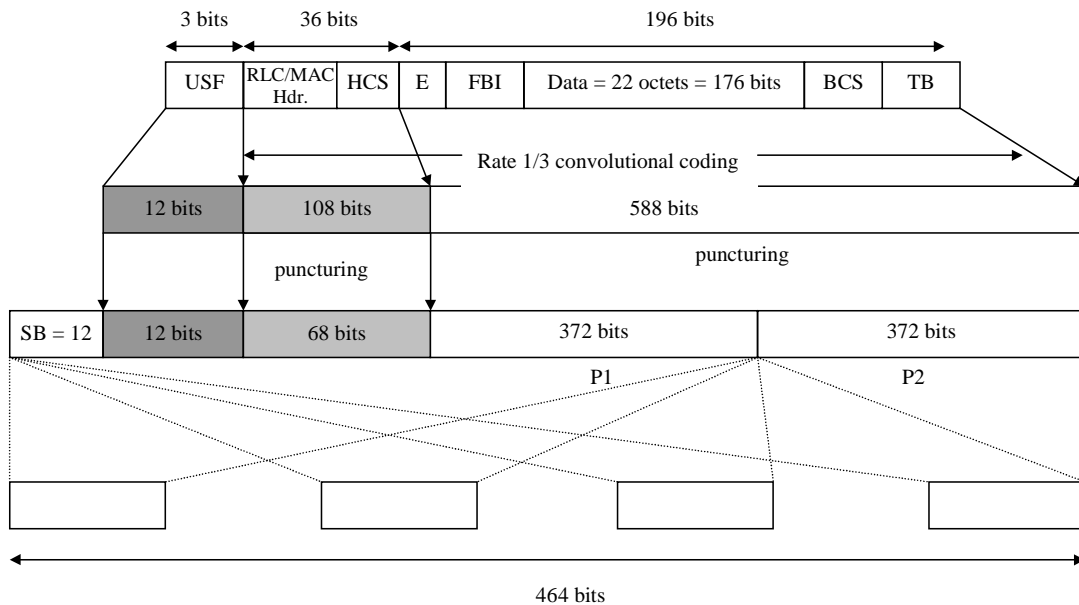 3 bits 36 bits 196 bits
USF RLC/MAC Hdr. HCS E FBI Data = 22 octets = 176 bits BCS TB
Rate 1/3 convolutional coding
12 bits 108 bits 588 bits
puncturing puncturing
SB = 12 12 bits 68 bits 372 bits 372 bits
P1 P2
464 bits